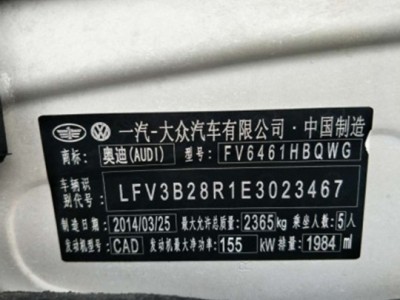 一汽-大众汽车有限公司·中国制造
商标: 奥迪(AUDI) 型号: FV6461HBQWG
车辆识别代号: LFV3B28R1E3023467
制造日期: 2014/03/25 最大允许总质量: 2365kg 乘坐人数: 5人
发动机型号: CAD 发动机最大净功率: 155 kW 排量: 1984 ml